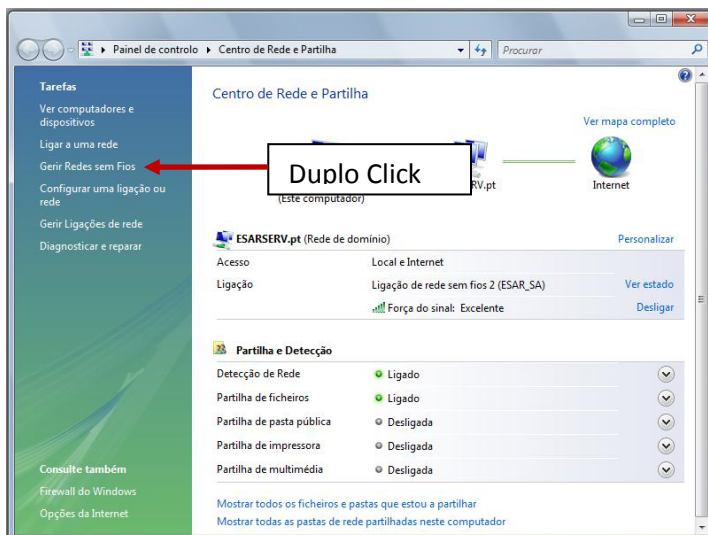 Painel de controlo ▸ Centro de Rede e Partilha
Procurar
Tarefas
Ver computadores e
dispositivos
Ligar a uma rede
Gerir Redes sem Fios
Configurar uma ligação ou
rede
Gerir Ligações de rede
Diagnosticar e reparar
Consulte também
Firewall do Windows
Opções da Internet
Centro de Rede e Partilha
Ver mapa completo
Duplo Click
RV.pt
Internet
(Este computador)
ESARSERV.pt (Rede de domínio)
Personalizar
Acesso
Local e Internet
Ligação
Ligação de rede sem fios 2 (ESAR_SA)
Ver estado
Força do sinal: Excelente
Desligar
Partilha e Detecção
Detecção de Rede
Ligado
Partilha de ficheiros
Ligado
Partilha de pasta pública
Desligada
Partilha de impressora
Desligada
Partilha de multimédia
Desligada
Mostrar todos os ficheiros e pastas que estou a partilhar
Mostrar todas as pastas de rede partilhadas neste computador